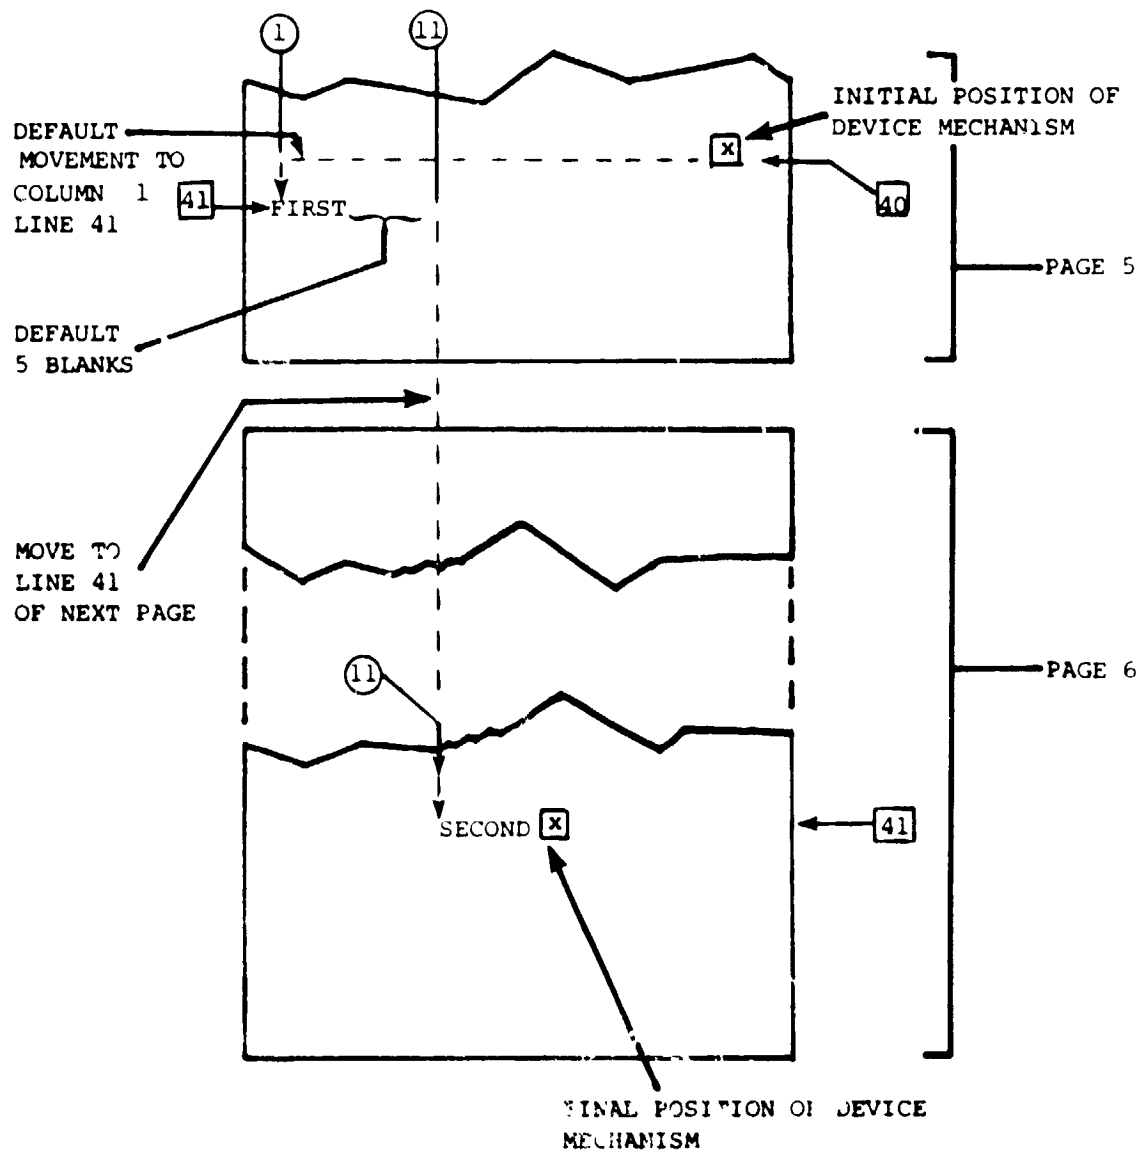 1
11
INITIAL POSITION OF
DEVICE MECHANISM
DEFAULT
MOVEMENT TO
COLUMN 1
LINE 41
x
41
FIRST
40
PAGE 5
DEFAULT
5 BLANKS
MOVE TO
LINE 41
OF NEXT PAGE
11
PAGE 6
SECOND
x
41
FINAL POSITION OF DEVICE
MECHANISM